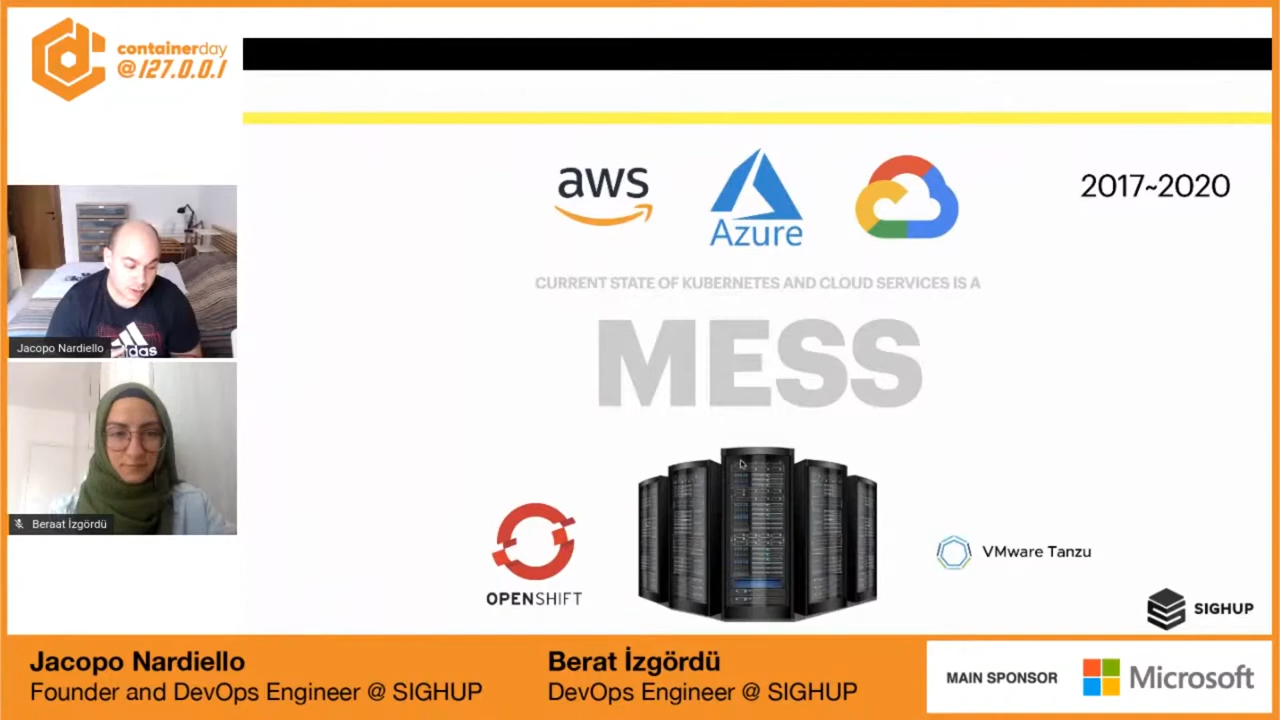 containerday
@127.0.0.1
aws
Azure
2017~2020
CURRENT STATE OF KUBERNETES AND CLOUD SERVICES IS A
MESS
Jacopo Nardiello
adidas
Beraat İzgördü
OPENSHIFT
VMware Tanzu
SIGHUP
Jacopo Nardiello
Founder and DevOps Engineer @ SIGHUP
Berat İzgördü
DevOps Engineer @ SIGHUP
MAIN SPONSOR
Microsoft